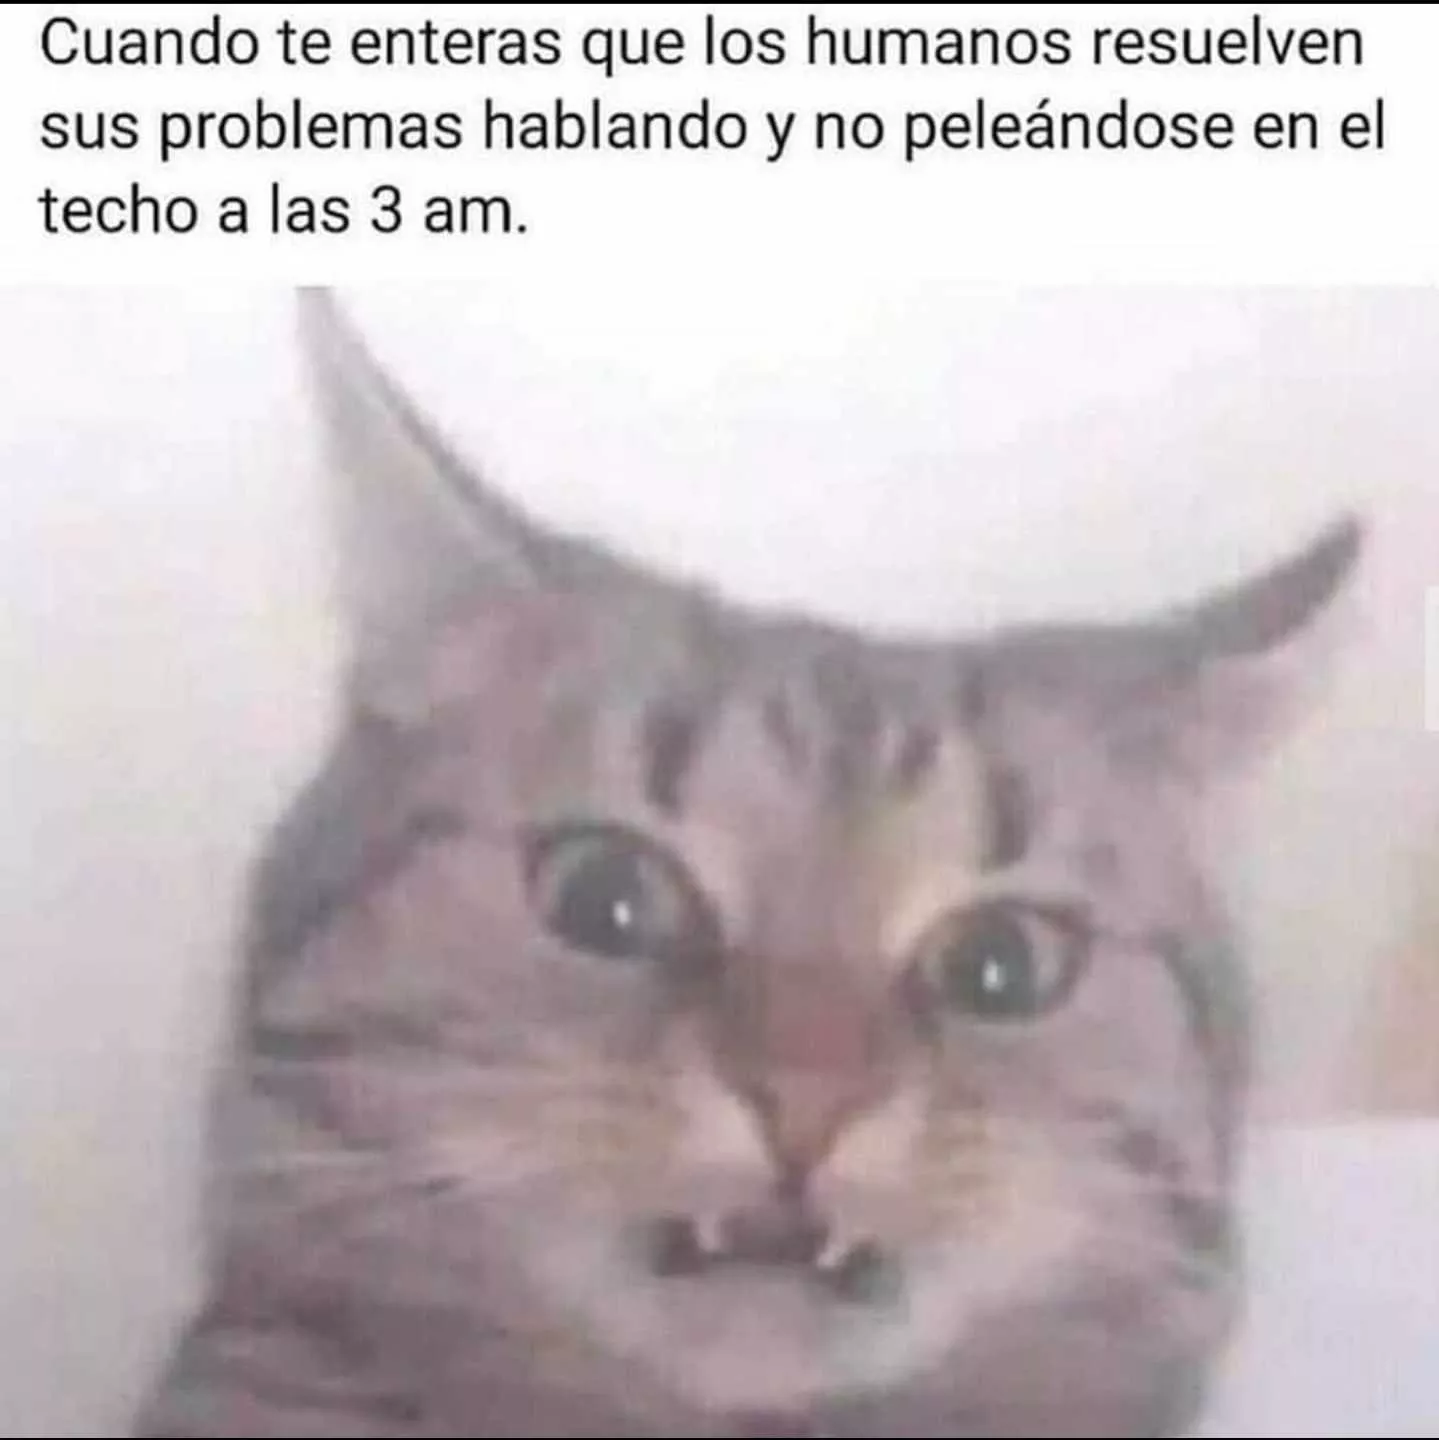 Cuando te enteras que los humanos resuelven
sus problemas hablando y no peleándose en el
techo a las 3 am.